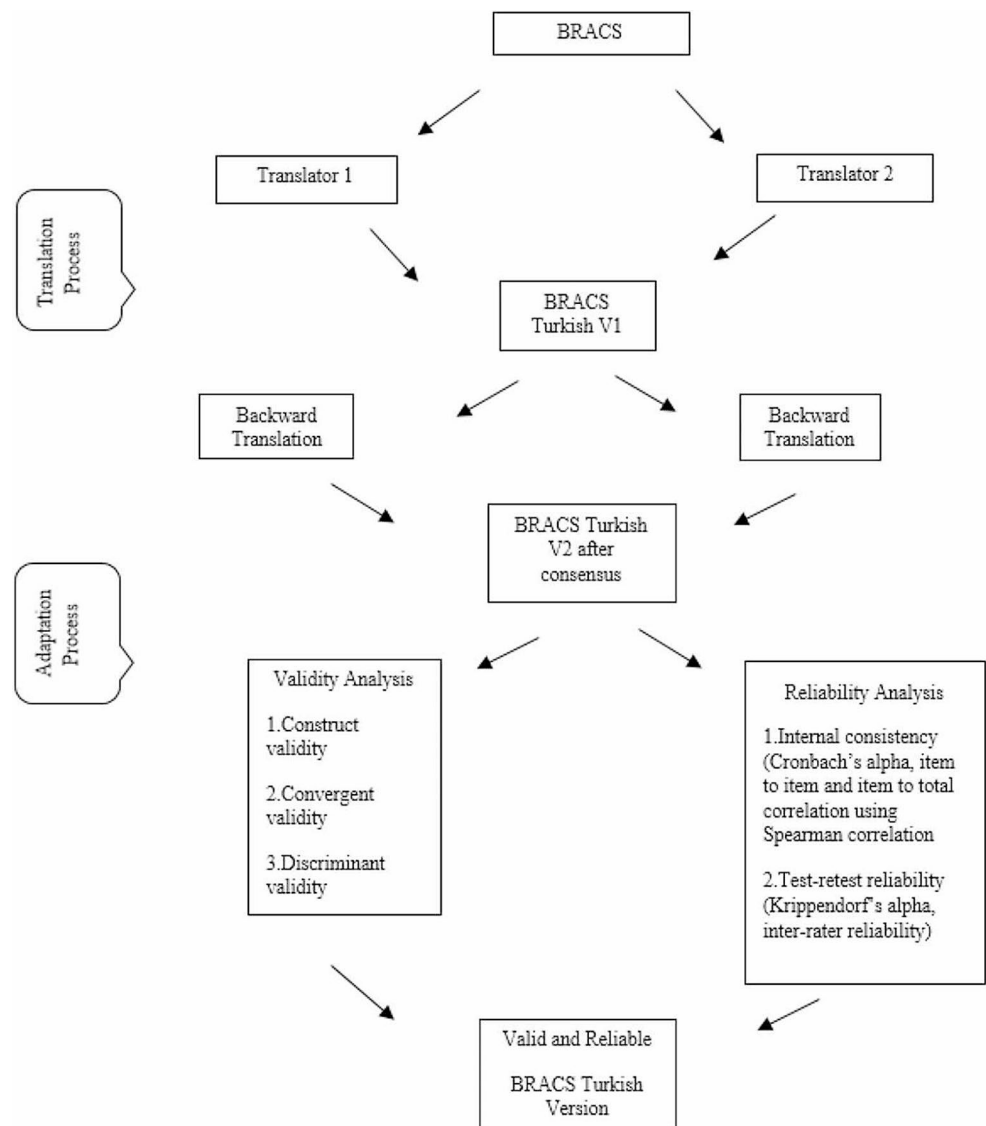 BRACS
Translator 1
Translator 2
Translation
Process
BRACS
Turkish V1
Backward
Translation
Backward
Translation
BRACS Turkish
V2 after
consensus
Adaptation
Process
Validity Analysis
1.Construct
validity
2.Convergent
validity
3.Discriminant
validity
Reliability Analysis
1.Internal consistency
(Cronbach’s alpha, item
to item and item to total
correlation using
Spearman correlation
2.Test-retest reliability
(Krippendorf’s alpha,
inter-rater reliability)
Valid and Reliable
BRACS Turkish
Version